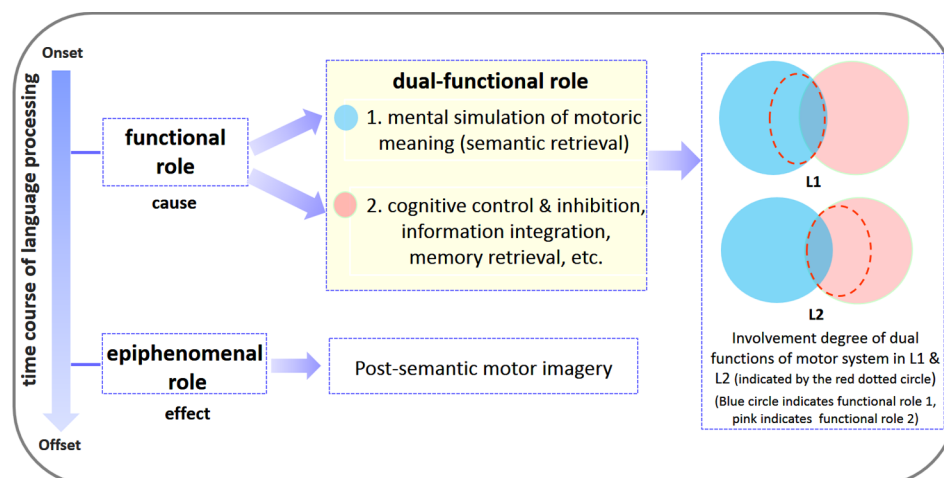 Onset
time course of language processing
Offset
functional
role
cause
dual-functional role
1. mental simulation of motoric
meaning (semantic retrieval)
2. cognitive control & inhibition,
information integration,
memory retrieval, etc.
epiphenomenal
role
effect
Post-semantic motor imagery
L1
L2
Involvement degree of dual
functions of motor system in L1 &
L2 (indicated by the red dotted circle)
(Blue circle indicates functional role 1,
pink indicates functional role 2)